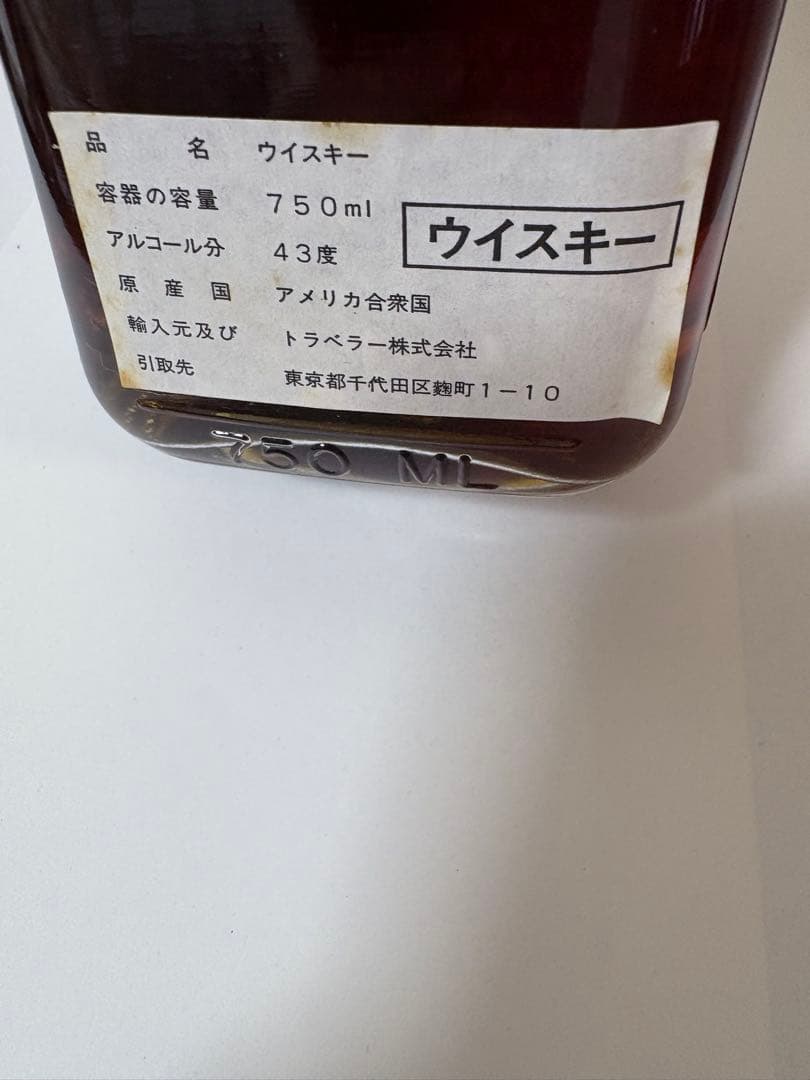 品名 ウイスキー
容器の容量 750ml
アルコール分 43度
ウイスキー
原産国 アメリカ合衆国
輸入元及び トラベラー株式会社
引取先 東京都千代田区麹町1-10
750 ML